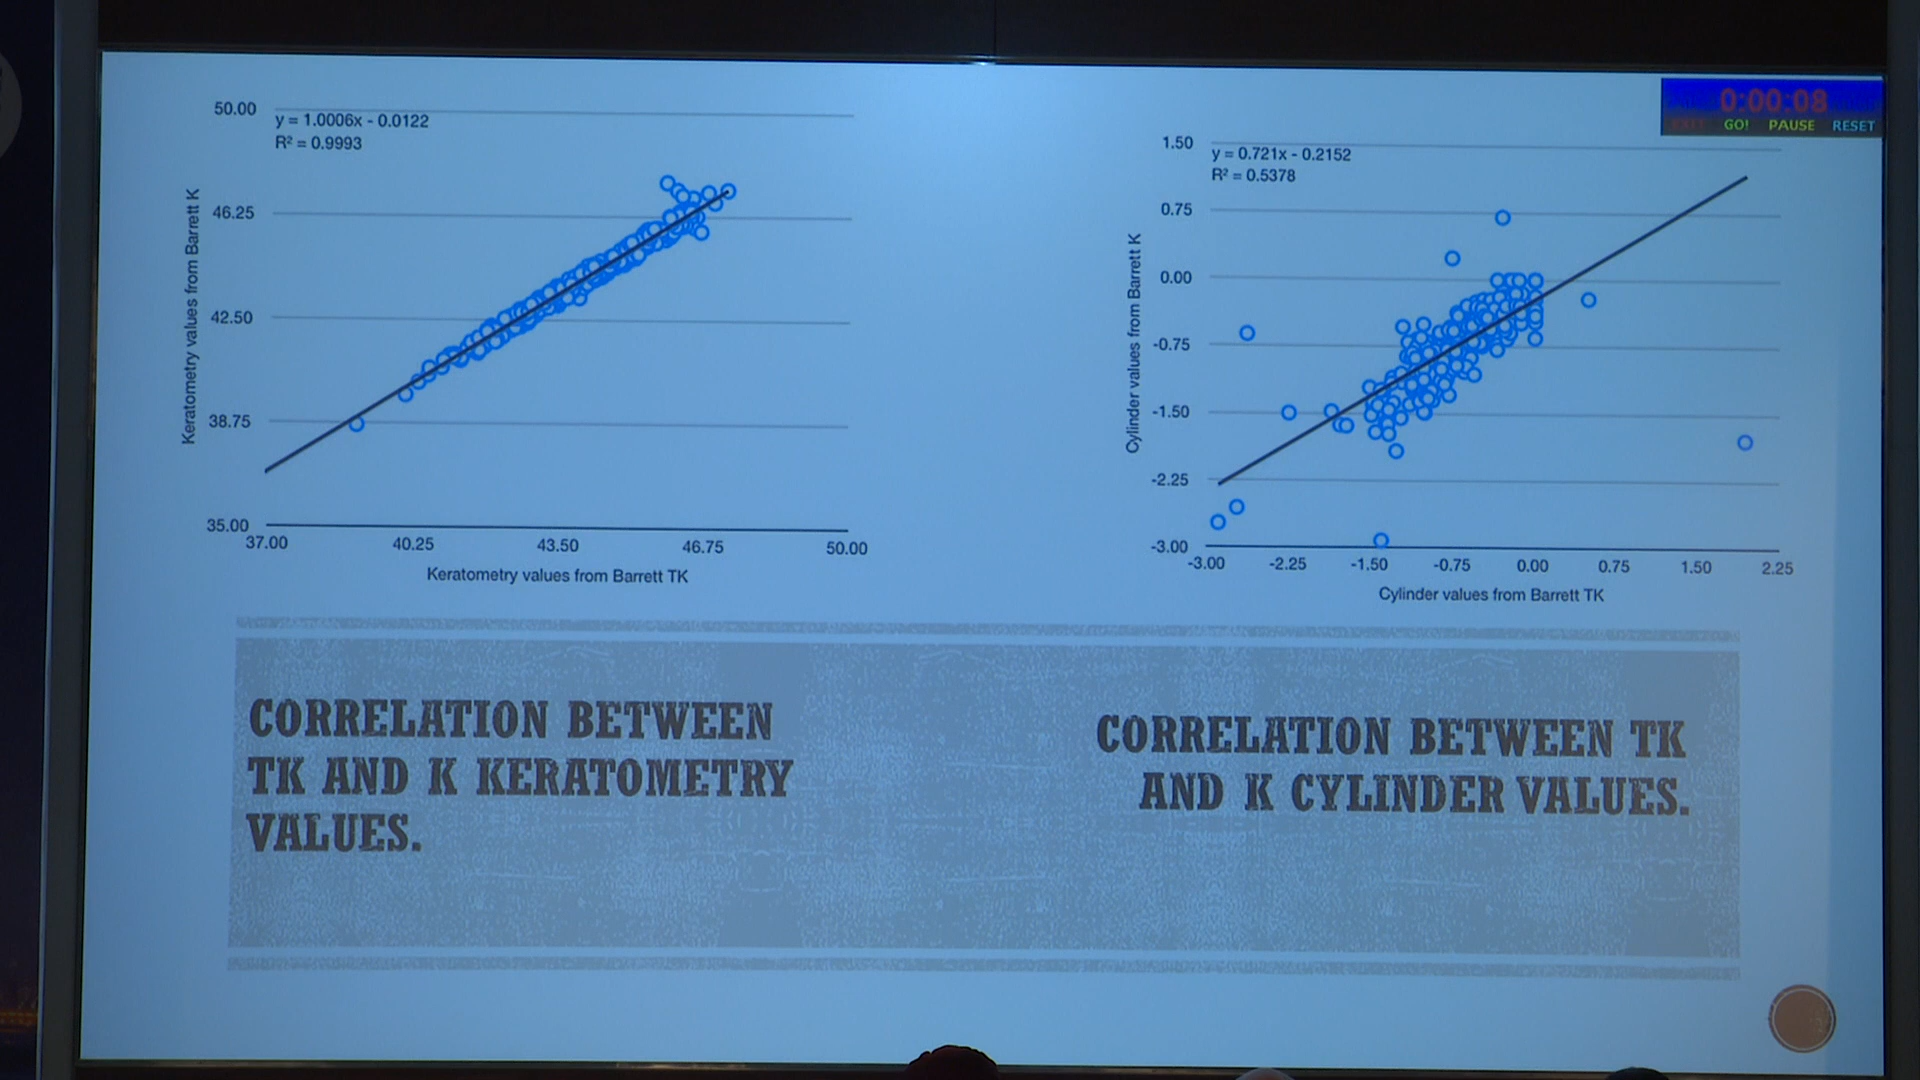 0:00:08
EXIT GO! PAUSE RESET
50.00
y = 1.0006x - 0.0122
R² = 0.9993
46.25
42.50
38.75
35.00
Keratometry values from Barrett K
37.00 40.25 43.50 46.75 50.00
Keratometry values from Barrett TK
1.50
y = 0.721x - 0.2152
R² = 0.5378
0.75
0.00
-0.75
-1.50
-2.25
-3.00
Cylinder values from Barrett K
-3.00 -2.25 -1.50 -0.75 0.00 0.75 1.50 2.25
Cylinder values from Barrett TK
CORRELATION BETWEEN
TK AND K KERATOMETRY
VALUES.
CORRELATION BETWEEN TK
AND K CYLINDER VALUES.